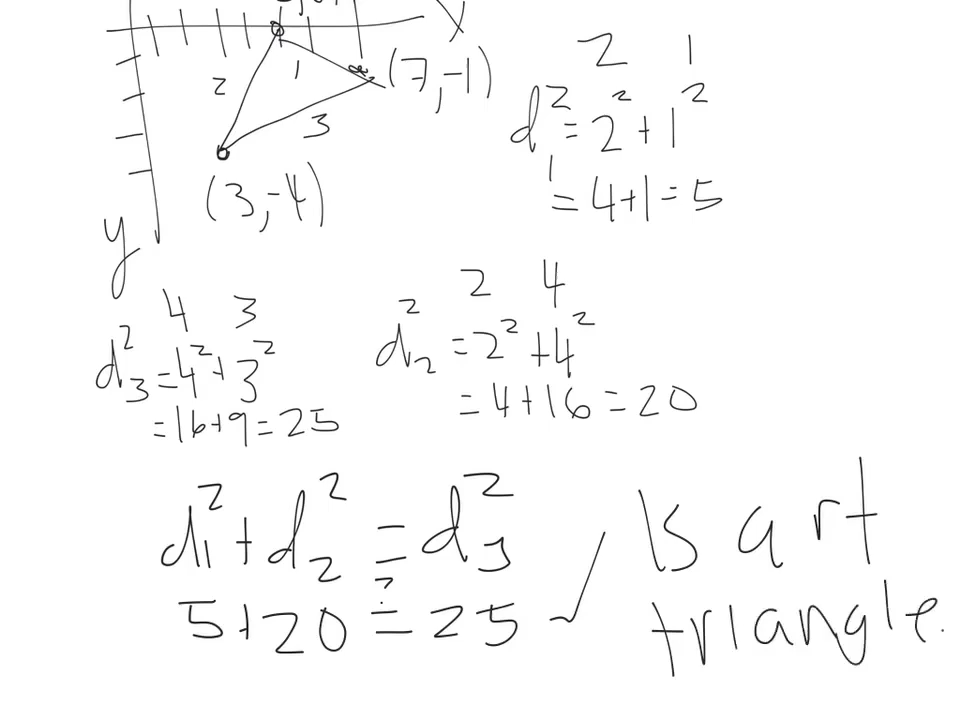 x
2
1
(7,-1)
3
(3,-4)
y
2 1
d₁² = 2² + 1²
= 4+1 = 5
4 3
d₃² = 4² + 3²
= 16+9 = 25
2 4
d₂² = 2² + 4²
= 4+16 = 20
d₁² + d₂² = d₃²
5+20 ≟ 25 ✓
Is a rt
triangle.